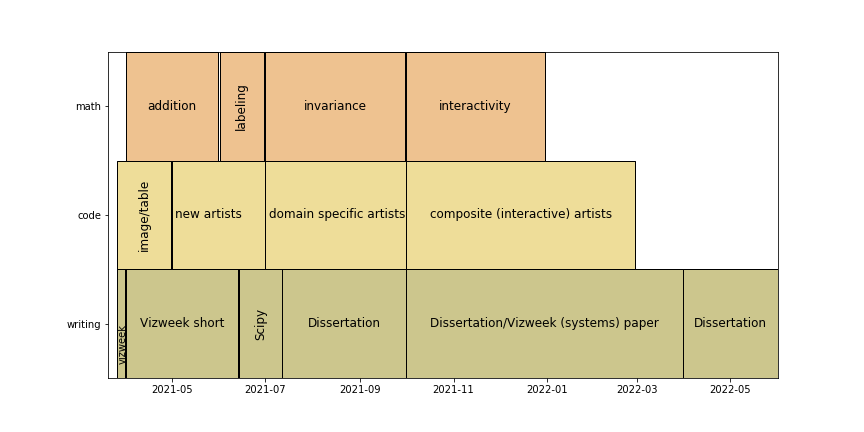 math
addition
labeling
invariance
interactivity
code
image/table
new artists
domain specific artists
composite (interactive) artists
writing
vizweek
Vizweek short
Scipy
Dissertation
Dissertation/Vizweek (systems) paper
Dissertation
2021-05
2021-07
2021-09
2021-11
2022-01
2022-03
2022-05